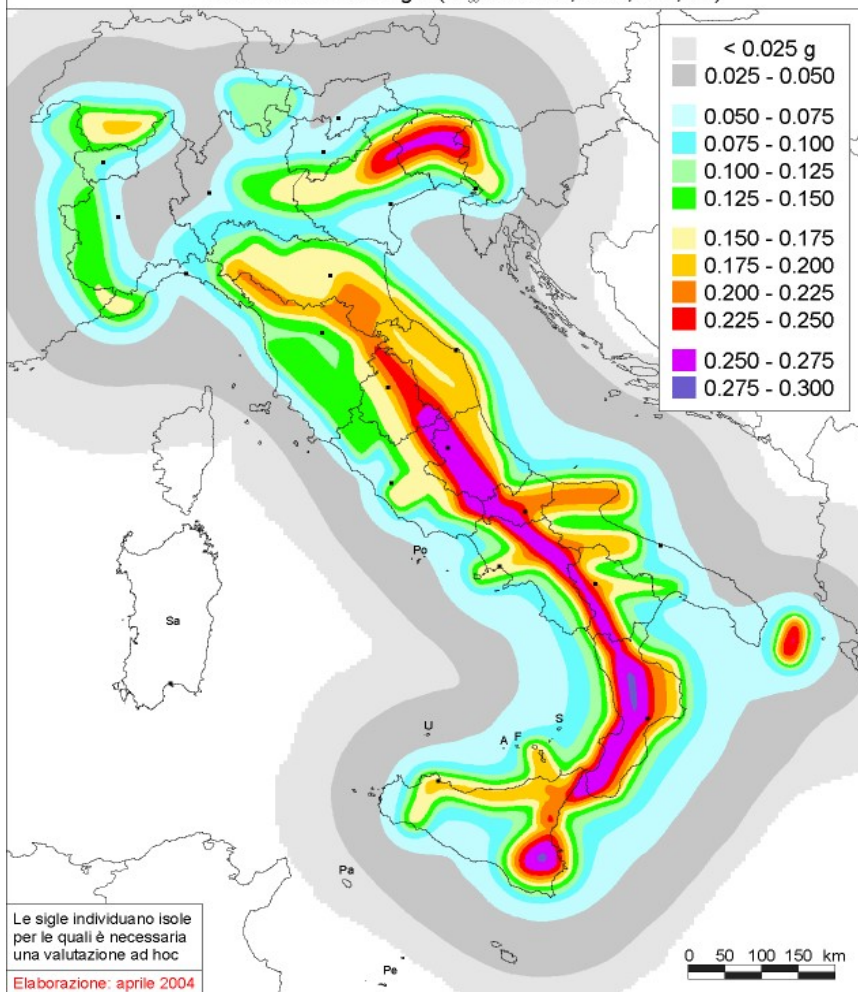 < 0.025 g
0.025 - 0.050
0.050 - 0.075
0.075 - 0.100
0.100 - 0.125
0.125 - 0.150
0.150 - 0.175
0.175 - 0.200
0.200 - 0.225
0.225 - 0.250
0.250 - 0.275
0.275 - 0.300
Po
Sa
U
A
F
S
Pa
Pe
Le sigle individuano isole
per le quali è necessaria
una valutazione ad hoc
Elaborazione: aprile 2004
0 50 100 150 km